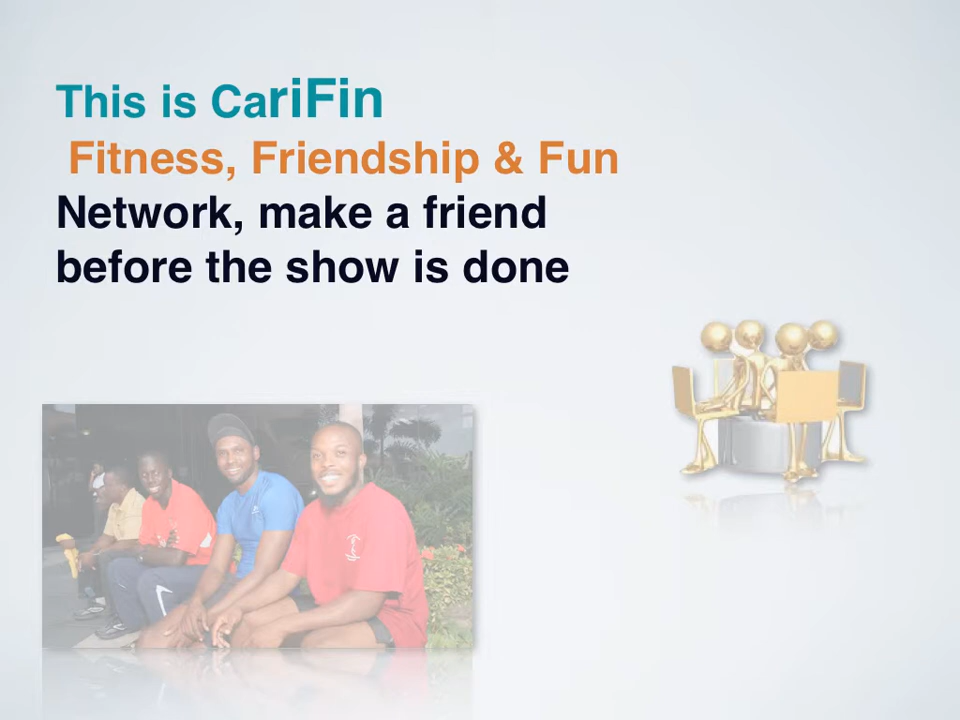 This is CariFin
Fitness, Friendship & Fun
Network, make a friend
before the show is done